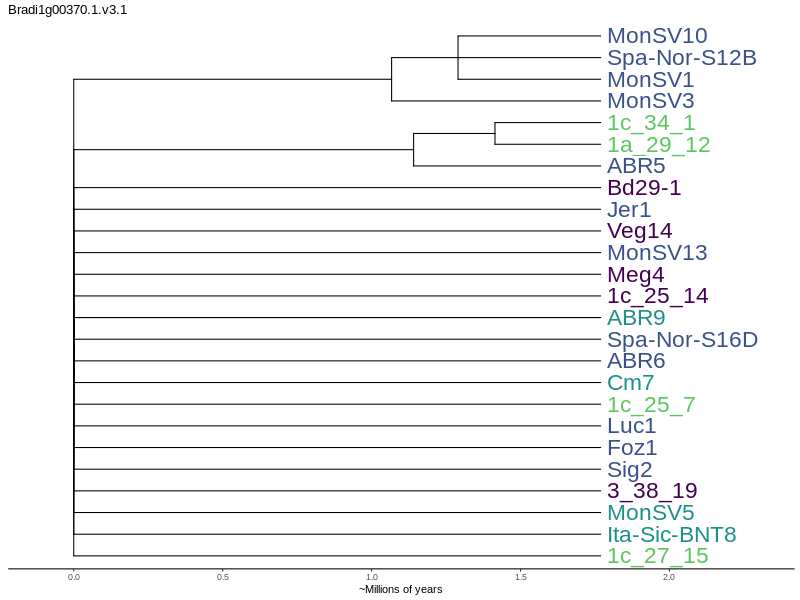 Bradi1g00370.1.v3.1
MonSV10
Spa-Nor-S12B
MonSV1
MonSV3
1c_34_1
1a_29_12
ABR5
Bd29-1
Jer1
Veg14
MonSV13
Meg4
1c_25_14
ABR9
Spa-Nor-S16D
ABR6
Cm7
1c_25_7
Luc1
Foz1
Sig2
3_38_19
MonSV5
Ita-Sic-BNT8
1c_27_15
0.0 0.5 1.0 1.5 2.0
~Millions of years